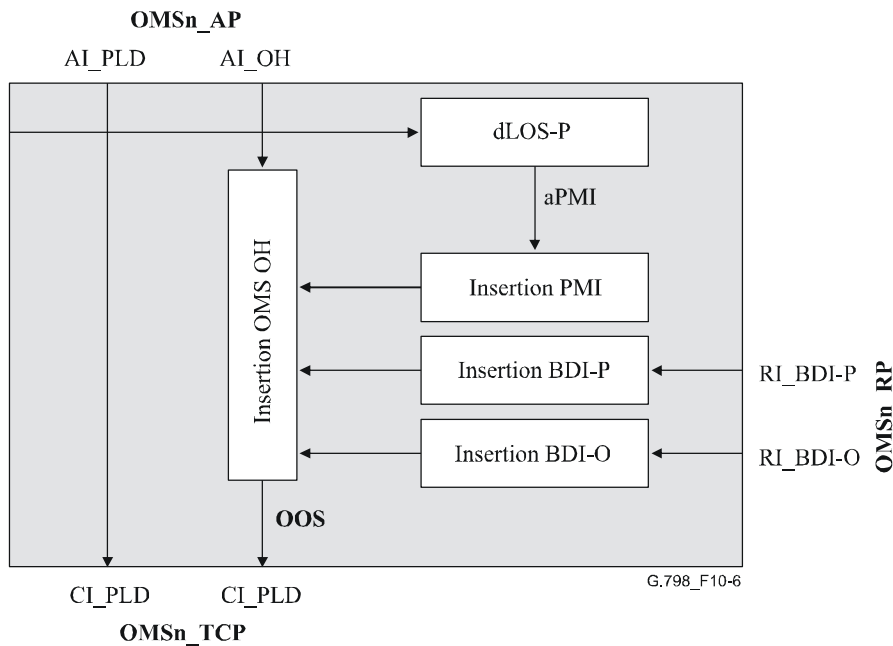 OMSn_AP
AI_PLD AI_OH
dLOS-P
aPMI
Insertion OMS OH
Insertion PMI
Insertion BDI-P
RI_BDI-P
Insertion BDI-O
RI_BDI-O
OMSn_RP
OOS
G.798_F10-6
CI_PLD CI_PLD
OMSn_TCP